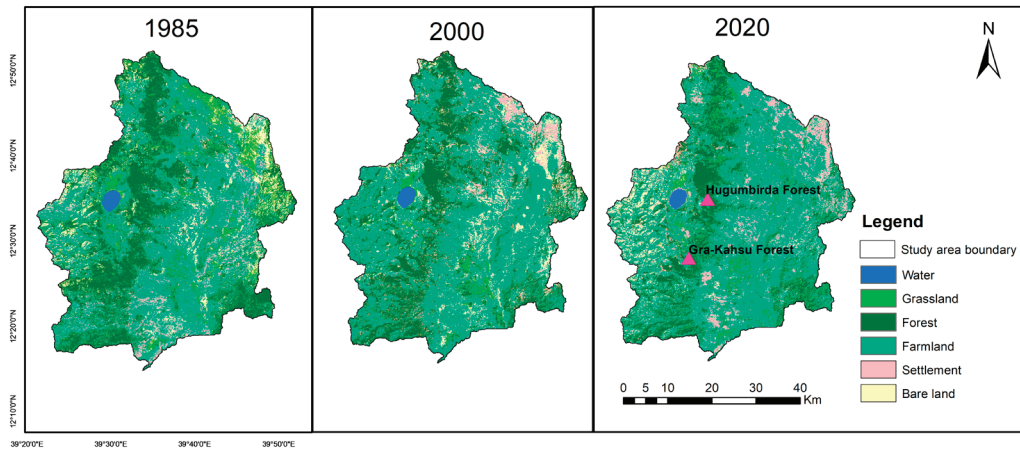 1985
2000
2020
N
12°50'0"E
12°40'0"E
12°30'0"E
12°20'0"E
12°10'0"E
39°20'0"E
39°30'0"E
39°40'0"E
39°50'0"E
Hugumbirda Forest
Gra-Kahsu Forest
Legend
Study area boundary
Water
Grassland
Forest
Farmland
Settlement
Bare land
0 5 10 20 30 40
Km